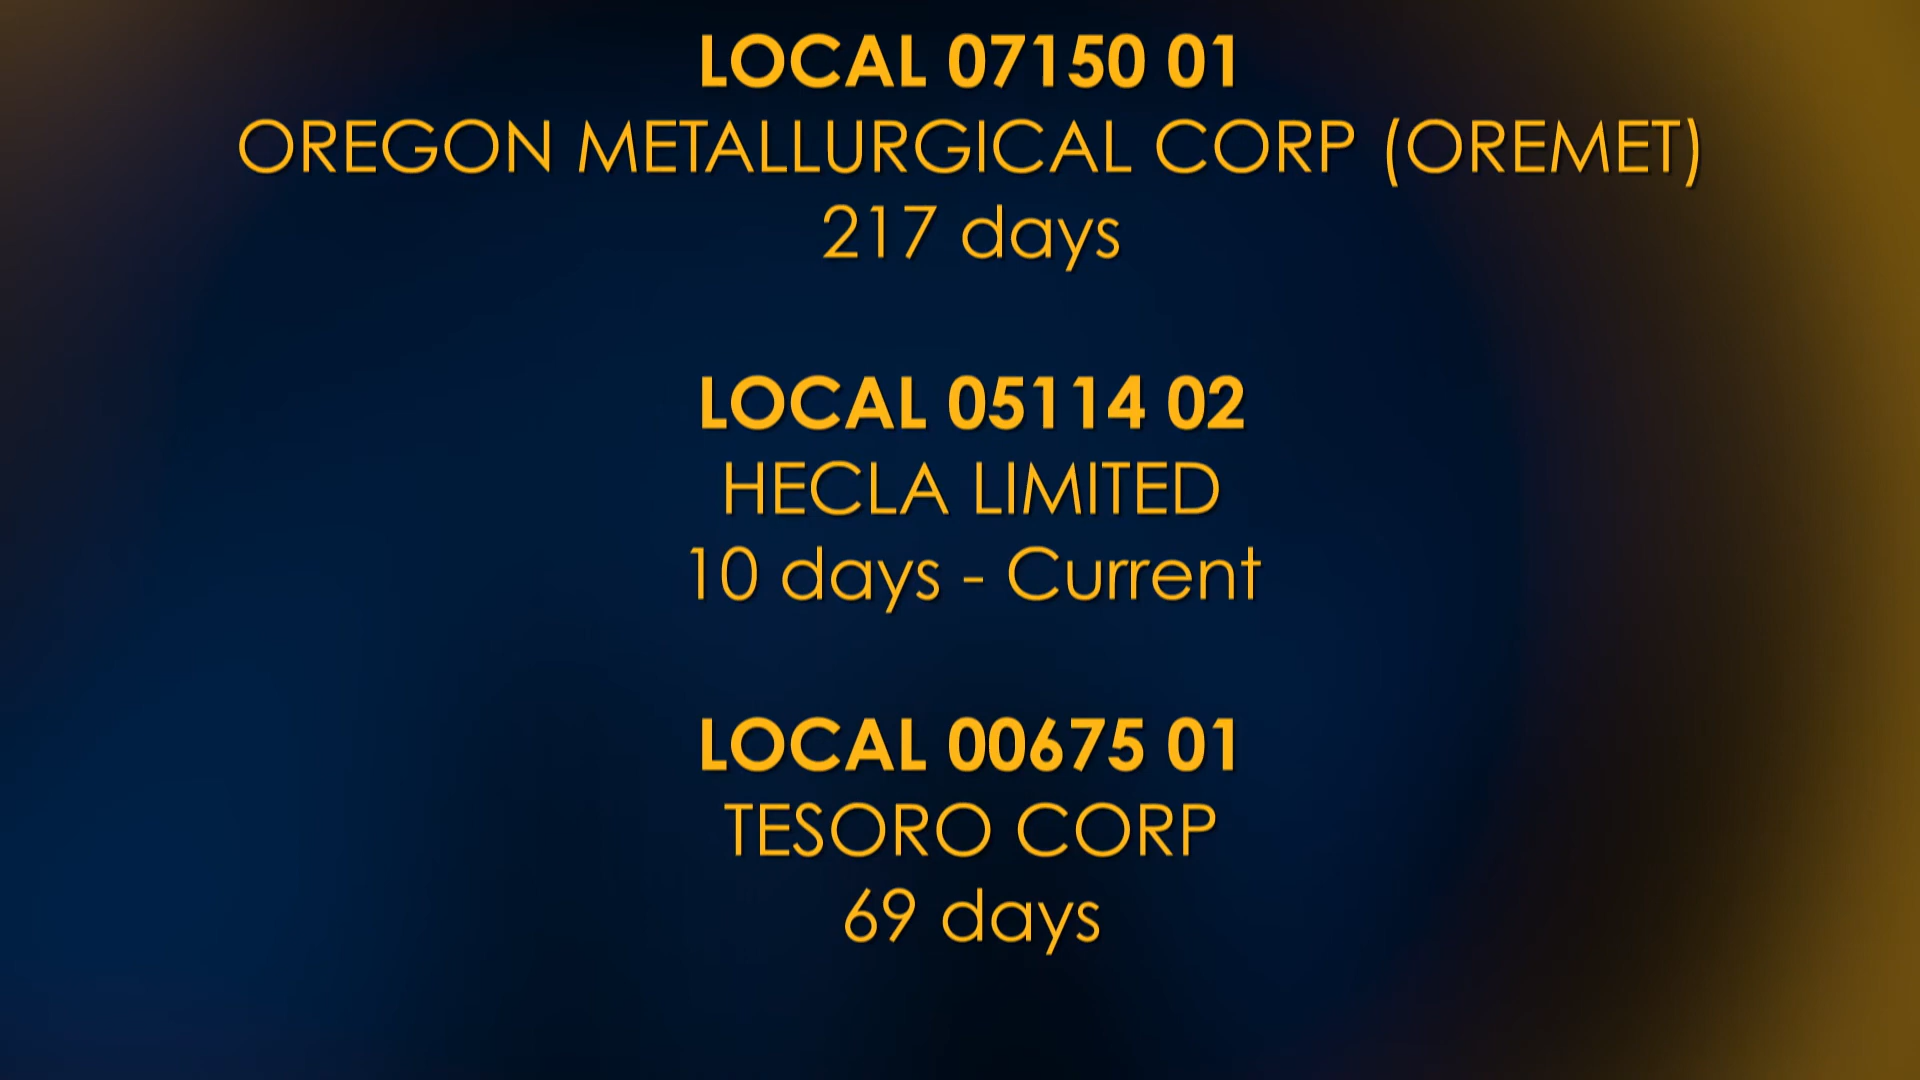 LOCAL 07150 01
OREGON METALLURGICAL CORP (OREMET)
217 days
LOCAL 05114 02
HECLA LIMITED
10 days - Current
LOCAL 00675 01
TESORO CORP
69 days